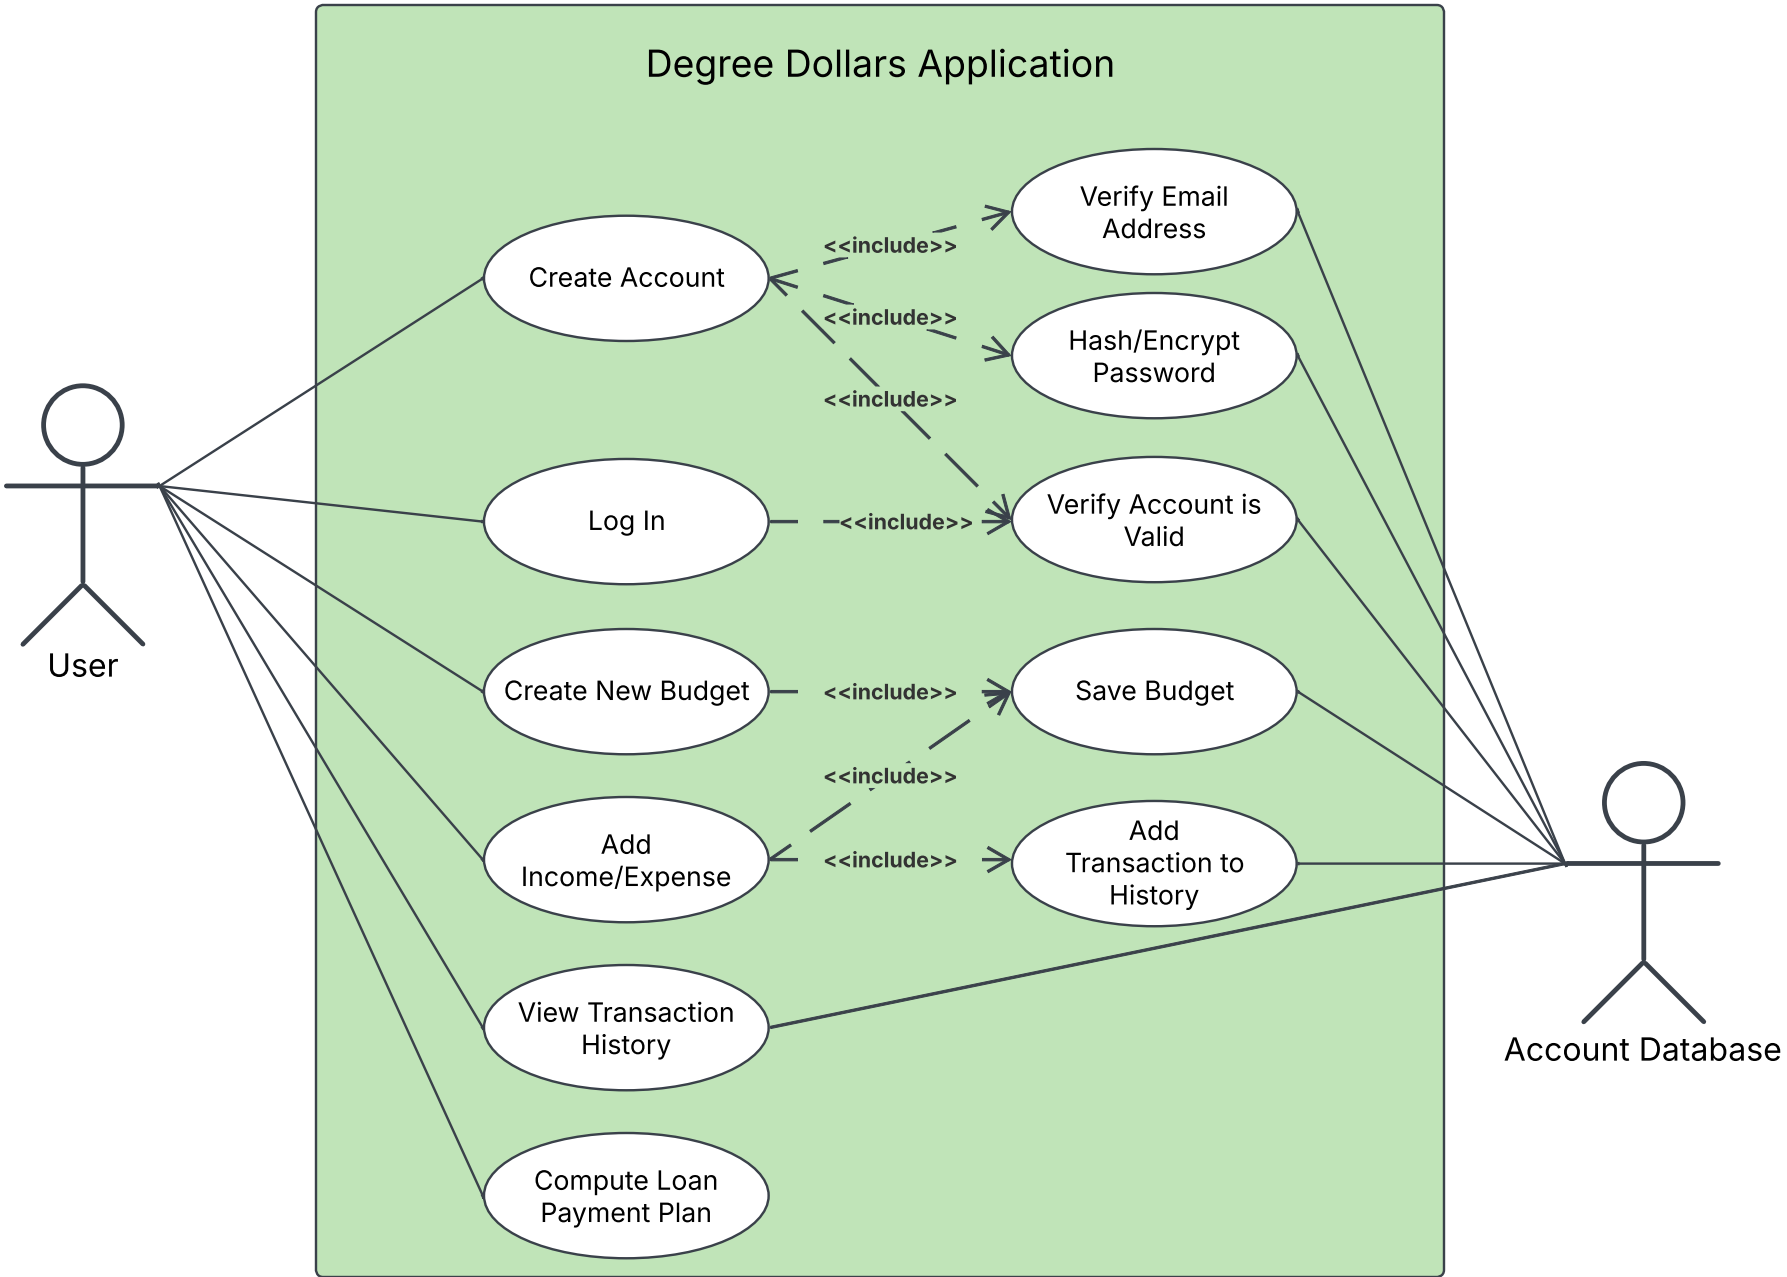 Degree Dollars Application
Verify Email
Address
<<include>>
Create Account
<<include>>
Hash/Encrypt
Password
<<include>>
Log In
<<include>>
Verify Account is
Valid
User
Create New Budget
<<include>>
Save Budget
<<include>>
Add
Income/Expense
<<include>>
Add
Transaction to
History
View Transaction
History
Account Database
Compute Loan
Payment Plan